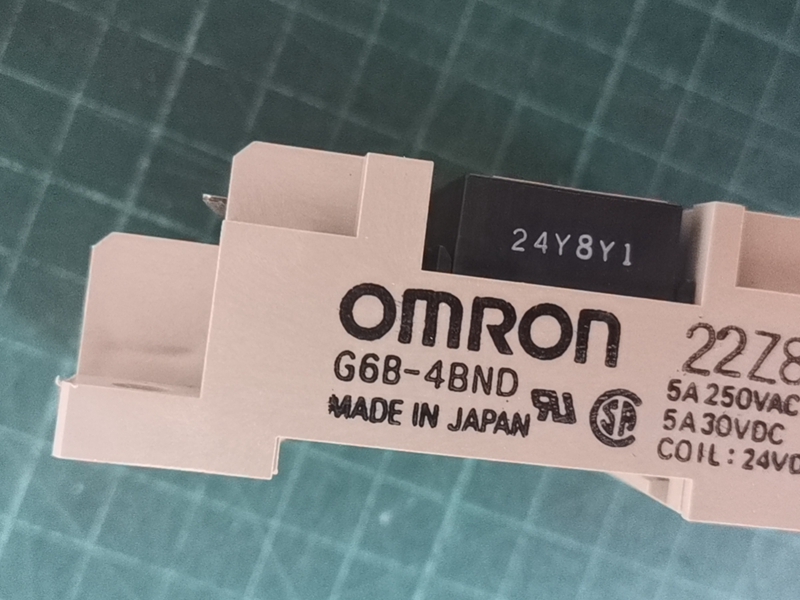 24Y8Y1
OMRON
G6B-4BND
MADE IN JAPAN
22Z8
5A 250VAC
5A 30VDC
COIL: 24VD